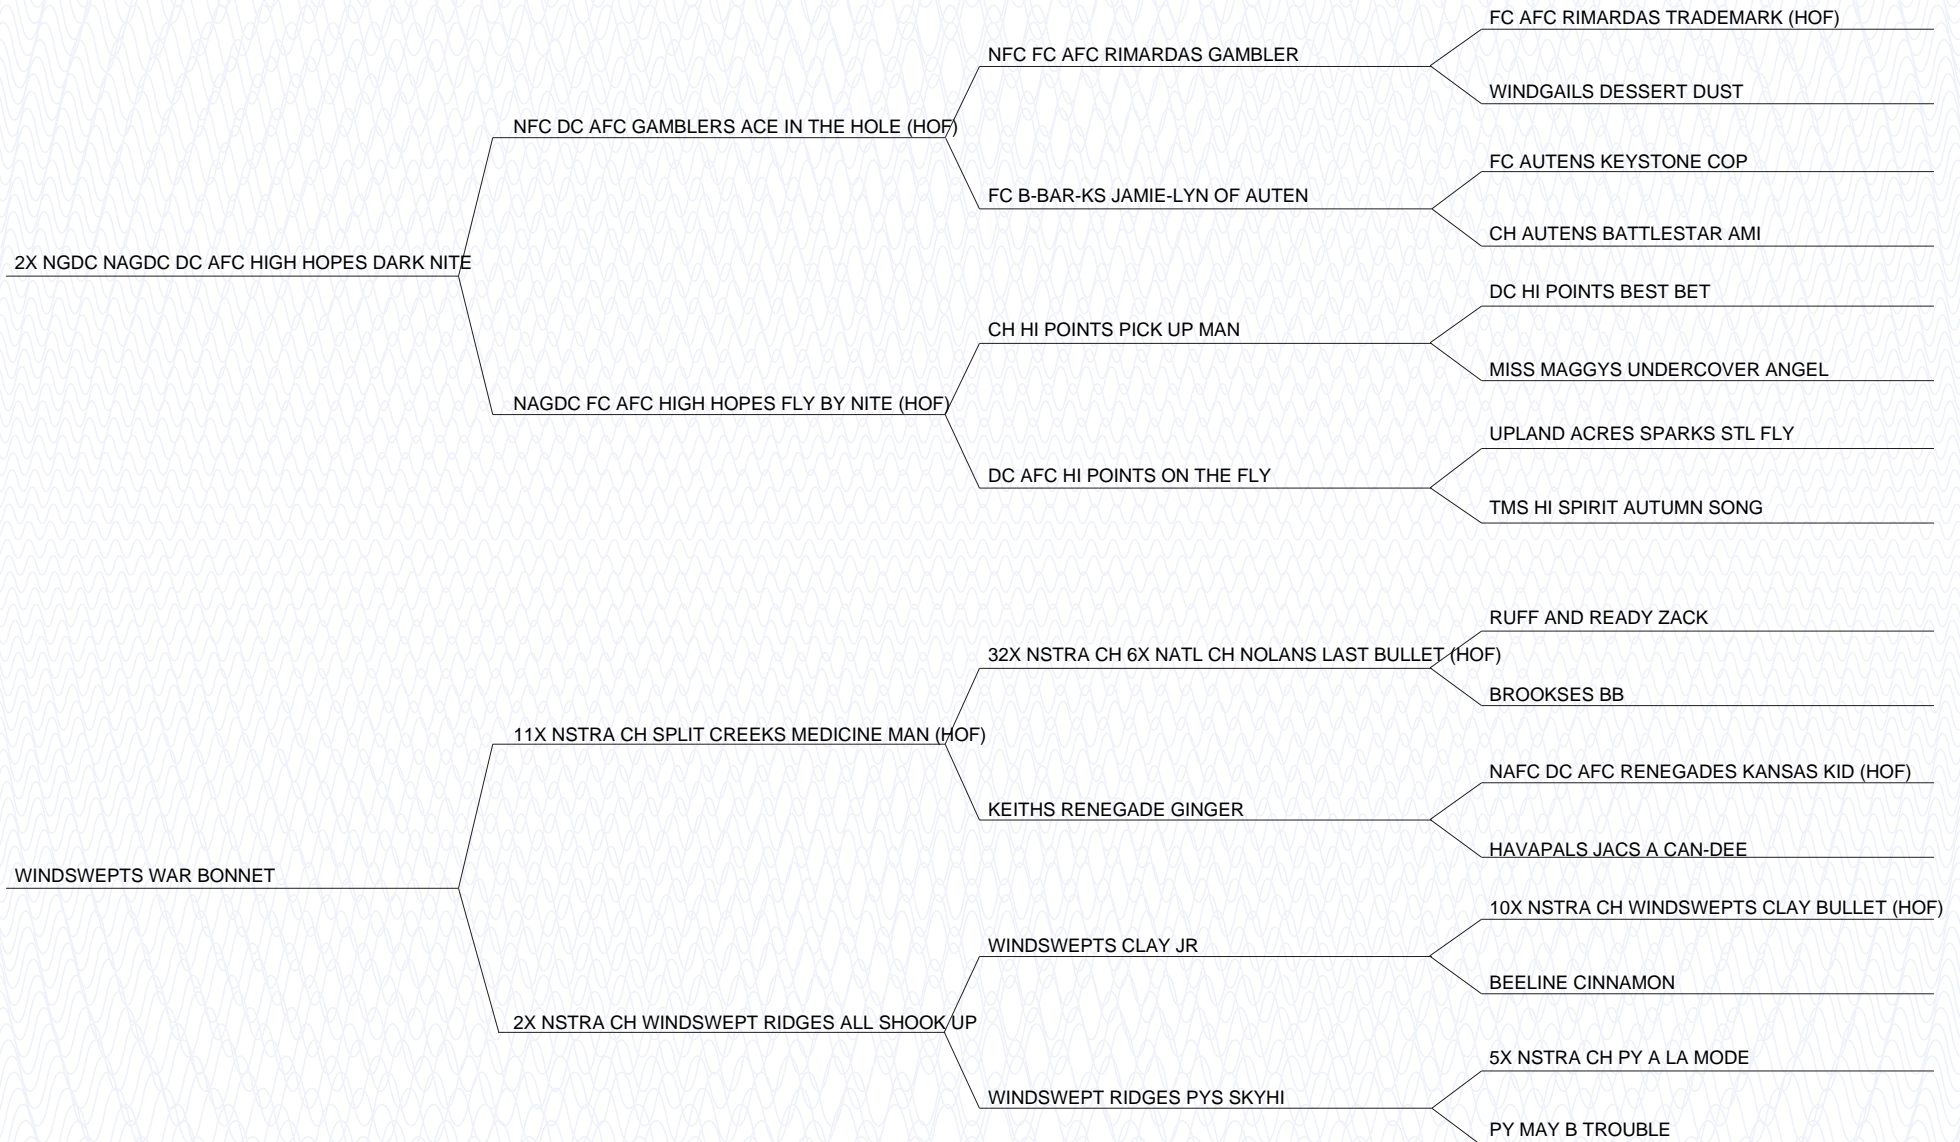 FC AFC RIMARDAS TRADEMARK (HOF)
NFC FC AFC RIMARDAS GAMBLER
WINDGAILS DESSERT DUST
NFC DC AFC GAMBLERS ACE IN THE HOLE (HOF)
FC AUTENS KEYSTONE COP
FC B-BAR-KS JAMIE-LYN OF AUTEN
CH AUTENS BATTLESTAR AMI
2X NGDC NAGDC DC AFC HIGH HOPES DARK NITE
DC HI POINTS BEST BET
CH HI POINTS PICK UP MAN
MISS MAGGYS UNDERCOVER ANGEL
NAGDC FC AFC HIGH HOPES FLY BY NITE (HOF)
UPLAND ACRES SPARKS STL FLY
DC AFC HI POINTS ON THE FLY
TMS HI SPIRIT AUTUMN SONG
RUFF AND READY ZACK
32X NSTRA CH 6X NATL CH NOLANS LAST BULLET (HOF)
BROOKSES BB
11X NSTRA CH SPLIT CREEKS MEDICINE MAN (HOF)
NAFC DC AFC RENEGADES KANSAS KID (HOF)
KEITHS RENEGADE GINGER
HAVAPALS JACS A CAN-DEE
WINDSWEPTS WAR BONNET
10X NSTRA CH WINDSWEPTS CLAY BULLET (HOF)
WINDSWEPTS CLAY JR
BEELINE CINNAMON
2X NSTRA CH WINDSWEPT RIDGES ALL SHOOK UP
5X NSTRA CH PY A LA MODE
WINDSWEPT RIDGES PYS SKYHI
PY MAY B TROUBLE